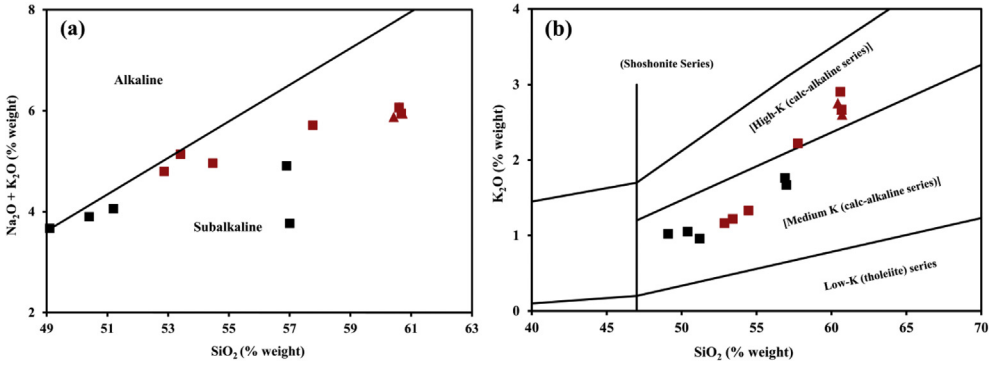 (a)
Alkaline
Subalkaline
8
6
4
2
49
51
53
55
57
59
61
63
Na₂O + K₂O (% weight)
SiO₂ (% weight)
(b)
(Shoshonite Series)
[High-K (calc-alkaline series)]
[Medium K (calc-alkaline series)]
Low-K (tholeiite) series
4
3
2
1
0
40
45
50
55
60
65
70
K₂O (% weight)
SiO₂ (% weight)